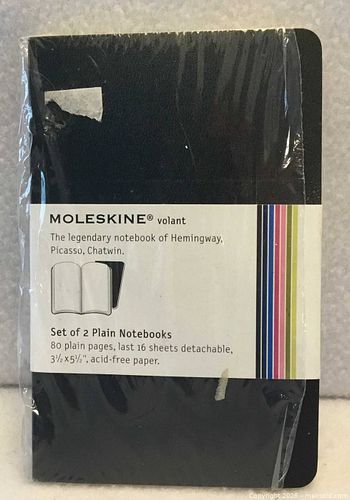 MOLESKINE® volant
The legendary notebook of Hemingway,
Picasso, Chatwin.
Set of 2 Plain Notebooks
80 plain pages, last 16 sheets detachable,
3½ x 5½", acid-free paper.